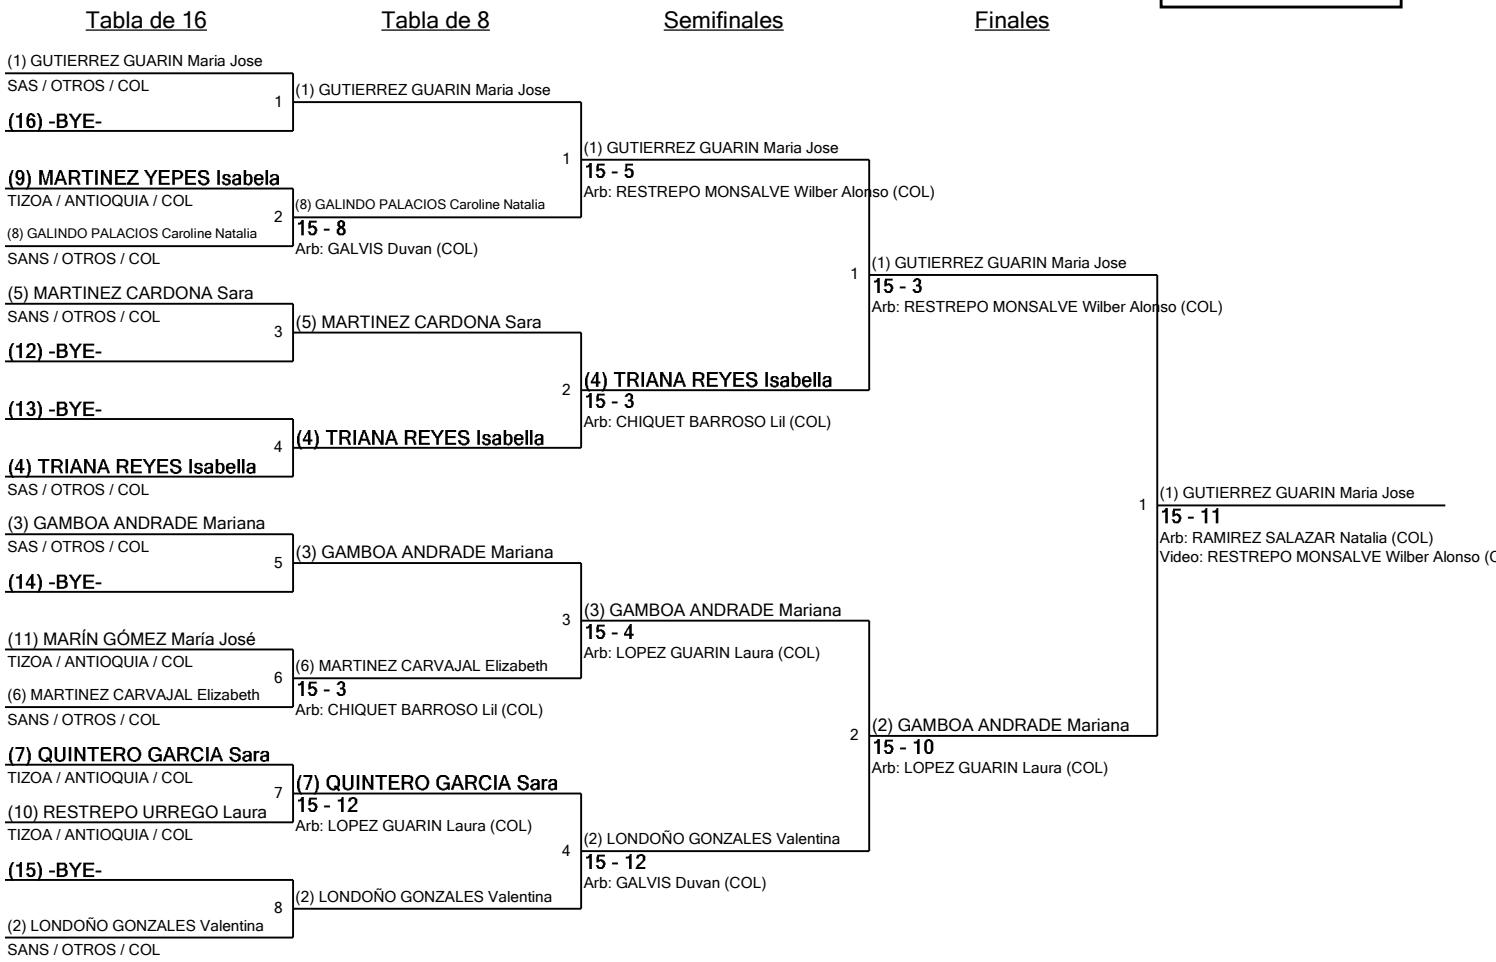 Tabla de 16
Tabla de 8
Semifinales
Finales
(1) GUTIERREZ GUARIN Maria Jose
SAS / OTROS / COL
1
(16) -BYE-
(9) MARTINEZ YEPES Isabela
TIZOA / ANTIOQUIA / COL
2
(8) GALINDO PALACIOS Caroline Natalia
SANS / OTROS / COL
(5) MARTINEZ CARDONA Sara
SANS / OTROS / COL
3
(12) -BYE-
(13) -BYE-
4
(4) TRIANA REYES Isabella
SAS / OTROS / COL
(3) GAMBOA ANDRADE Mariana
SAS / OTROS / COL
5
(14) -BYE-
(11) MARÍN GÓMEZ María José
TIZOA / ANTIOQUIA / COL
6
(6) MARTINEZ CARVAJAL Elizabeth
SANS / OTROS / COL
(7) QUINTERO GARCIA Sara
TIZOA / ANTIOQUIA / COL
7
(10) RESTREPO URREGO Laura
TIZOA / ANTIOQUIA / COL
(15) -BYE-
8
(2) LONDOÑO GONZALES Valentina
SANS / OTROS / COL
(1) GUTIERREZ GUARIN Maria Jose
1
(8) GALINDO PALACIOS Caroline Natalia
15 - 8
Arb: GALVIS Duvan (COL)
(5) MARTINEZ CARDONA Sara
2
(4) TRIANA REYES Isabella
(3) GAMBOA ANDRADE Mariana
3
(6) MARTINEZ CARVAJAL Elizabeth
15 - 3
Arb: CHIQUET BARROSO Lil (COL)
(7) QUINTERO GARCIA Sara
15 - 12
Arb: LOPEZ GUARIN Laura (COL)
4
(2) LONDOÑO GONZALES Valentina
(1) GUTIERREZ GUARIN Maria Jose
15 - 5
Arb: RESTREPO MONSALVE Wilber Alonso (COL)
1
(4) TRIANA REYES Isabella
15 - 3
Arb: CHIQUET BARROSO Lil (COL)
(3) GAMBOA ANDRADE Mariana
15 - 4
Arb: LOPEZ GUARIN Laura (COL)
2
(2) LONDOÑO GONZALES Valentina
15 - 12
Arb: GALVIS Duvan (COL)
(1) GUTIERREZ GUARIN Maria Jose
15 - 3
Arb: RESTREPO MONSALVE Wilber Alonso (COL)
1
(2) GAMBOA ANDRADE Mariana
15 - 10
Arb: LOPEZ GUARIN Laura (COL)
(1) GUTIERREZ GUARIN Maria Jose
15 - 11
Arb: RAMIREZ SALAZAR Natalia (COL)
Video: RESTREPO MONSALVE Wilber Alonso (